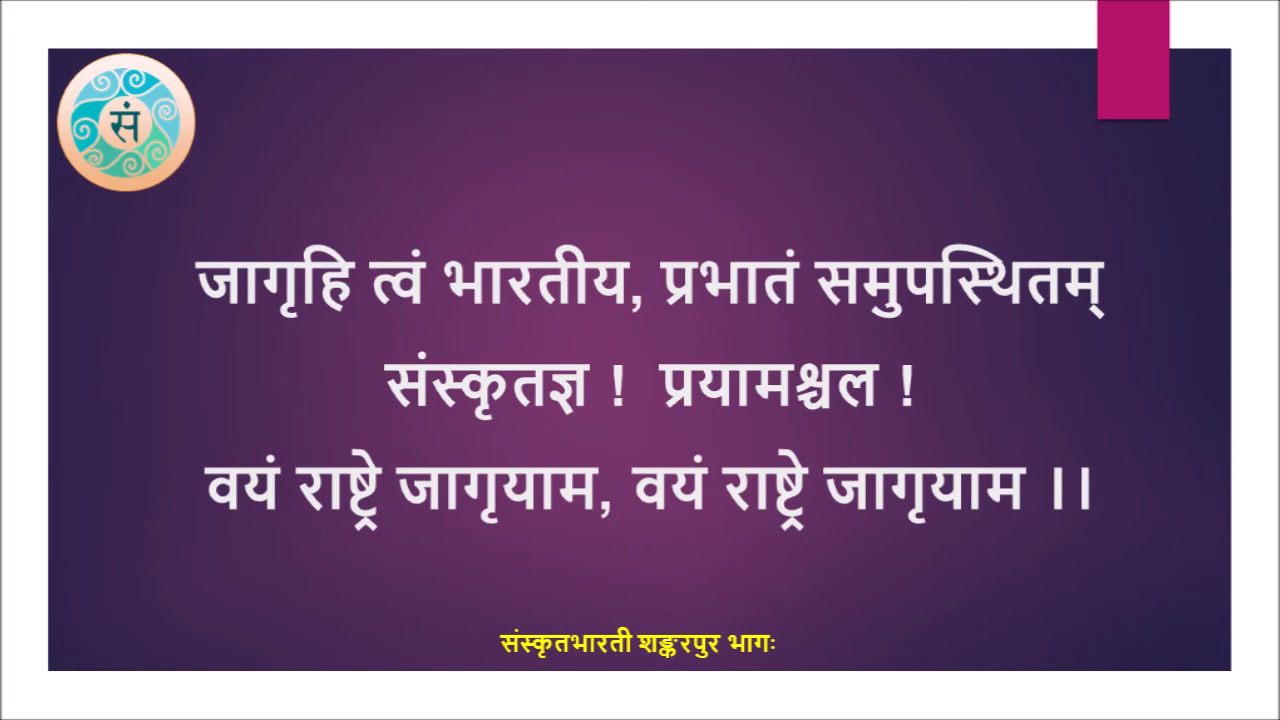 सं
जागृहि त्वं भारतीय, प्रभातं समुपस्थितम्
संस्कृतज्ञ ! प्रयामश्चल !
वयं राष्ट्रे जागृयाम, वयं राष्ट्रे जागृयाम ।।
संस्कृतभारती शङ्करपुर भागः